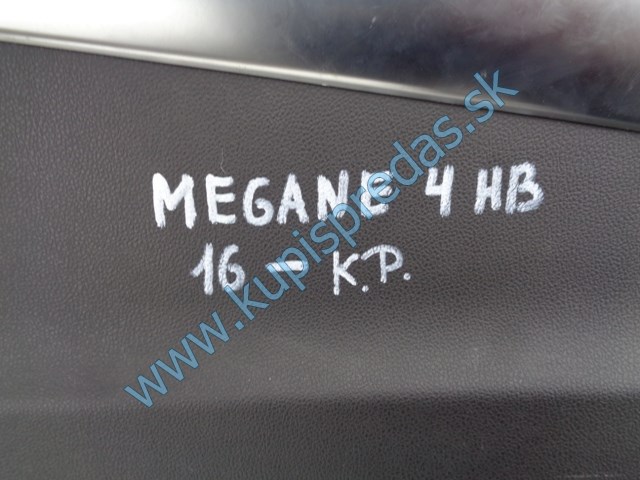 MEGANE 4 HB
16 - K.P.
www.kupispredas.sk